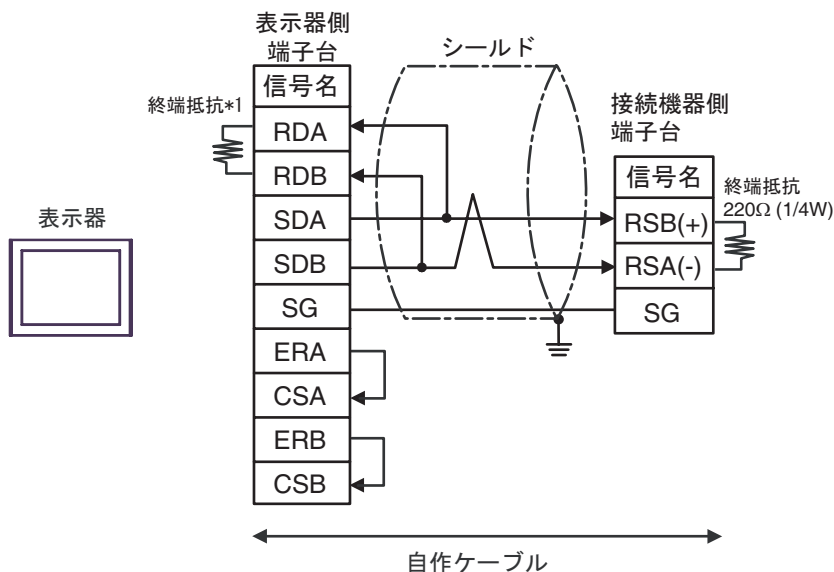 表示器側
端子台
シールド
信号名
終端抵抗*1
RDA
RDB
SDA
SDB
SG
ERA
CSA
ERB
CSB
表示器
接続機器側
端子台
信号名
終端抵抗
220Ω (1/4W)
RSB(+)
RSA(-)
SG
自作ケーブル